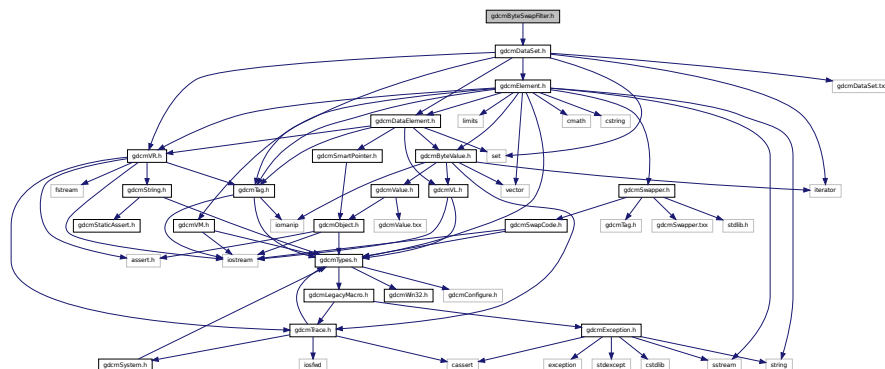 gdcmByteSwapFilter.h
gdcmDataSet.h
gdcmElement.h
gdcmDataSet.txx
gdcmDataElement.h
limits
cmath
cstring
gdcmVR.h
gdcmSmartPointer.h
gdcmByteValue.h
set
fstream
gdcmString.h
gdcmTag.h
gdcmValue.h
gdcmVL.h
vector
gdcmSwapper.h
iterator
gdcmStaticAssert.h
gdcmVM.h
iomanip
gdcmObject.h
gdcmValue.txx
gdcmSwapCode.h
gdcmTag.h
gdcmSwapper.txx
stdlib.h
assert.h
iostream
gdcmTypes.h
gdcmLegacyMacro.h
gdcmWin32.h
gdcmConfigure.h
gdcmTrace.h
gdcmException.h
gdcmSystem.h
iosfwd
cassert
exception
stdexcept
cstdlib
sstream
string